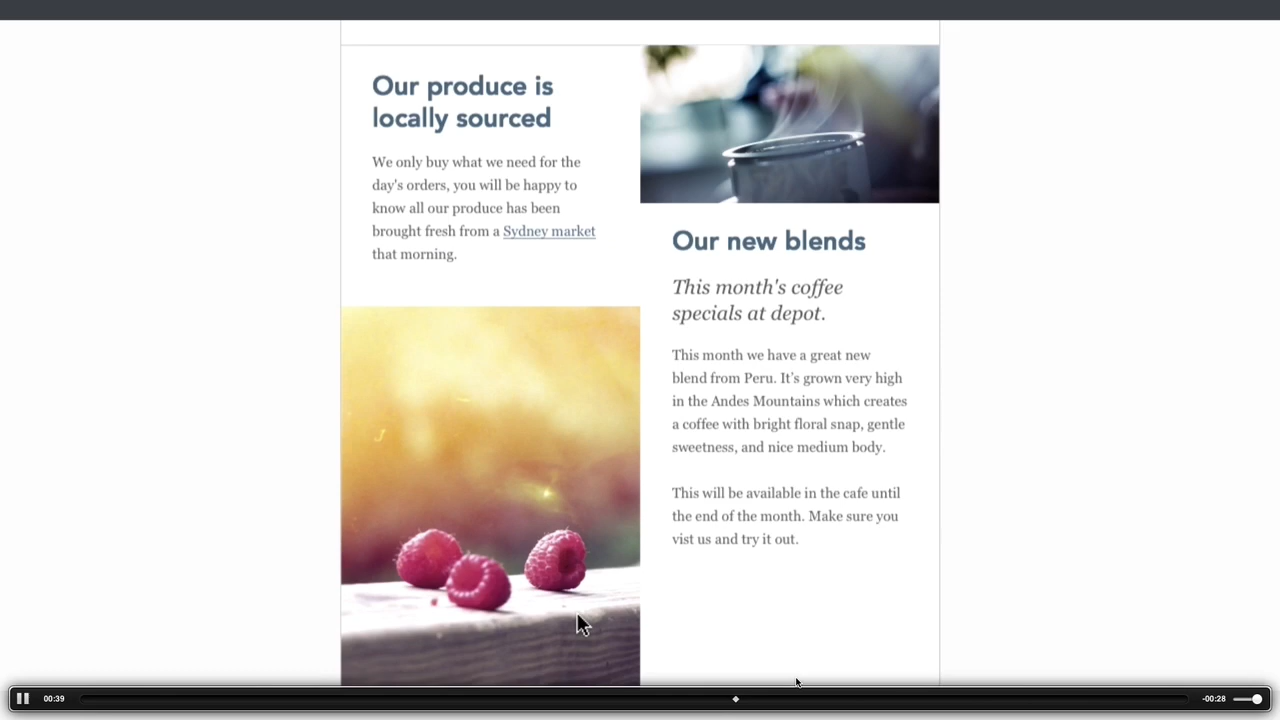 Our produce is
locally sourced
We only buy what we need for the
day's orders, you will be happy to
know all our produce has been
brought fresh from a Sydney market
that morning.
Our new blends
This month's coffee
specials at depot.
This month we have a great new
blend from Peru. It’s grown very high
in the Andes Mountains which creates
a coffee with bright floral snap, gentle
sweetness, and nice medium body.
This will be available in the cafe until
the end of the month. Make sure you
vist us and try it out.
00:39
-00:28